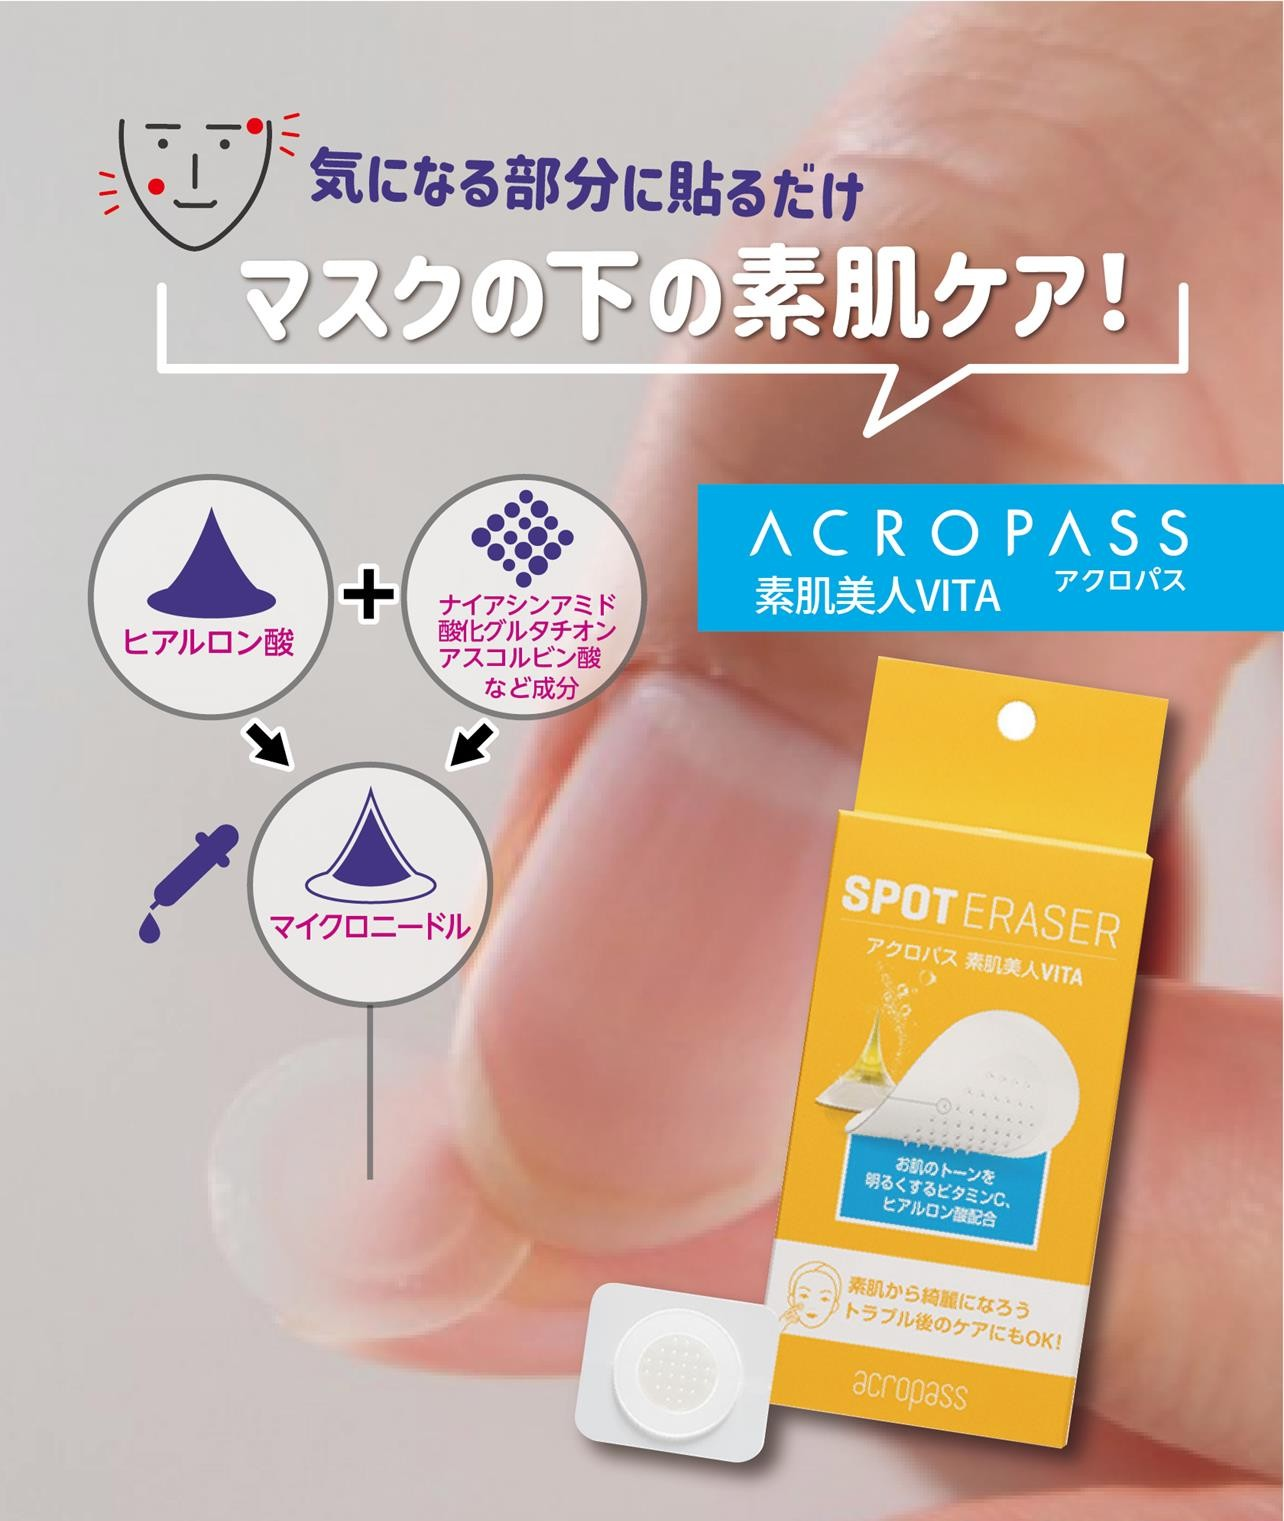 気になる部分に貼るだけ
マスクの下の素肌ケア!
ACROPASS
アクロパス
素肌美人VITA
ヒアルロン酸
+
ナイアシンアミド
酸化グルタチオン
アスコルビン酸
など成分
マイクロニードル
SPOT ERASER
アクロパス 素肌美人VITA
お肌のトーンを
明るくするビタミンC、
ヒアルロン酸配合
素肌から綺麗になろう
トラブル後のケアにもOK!
acropass